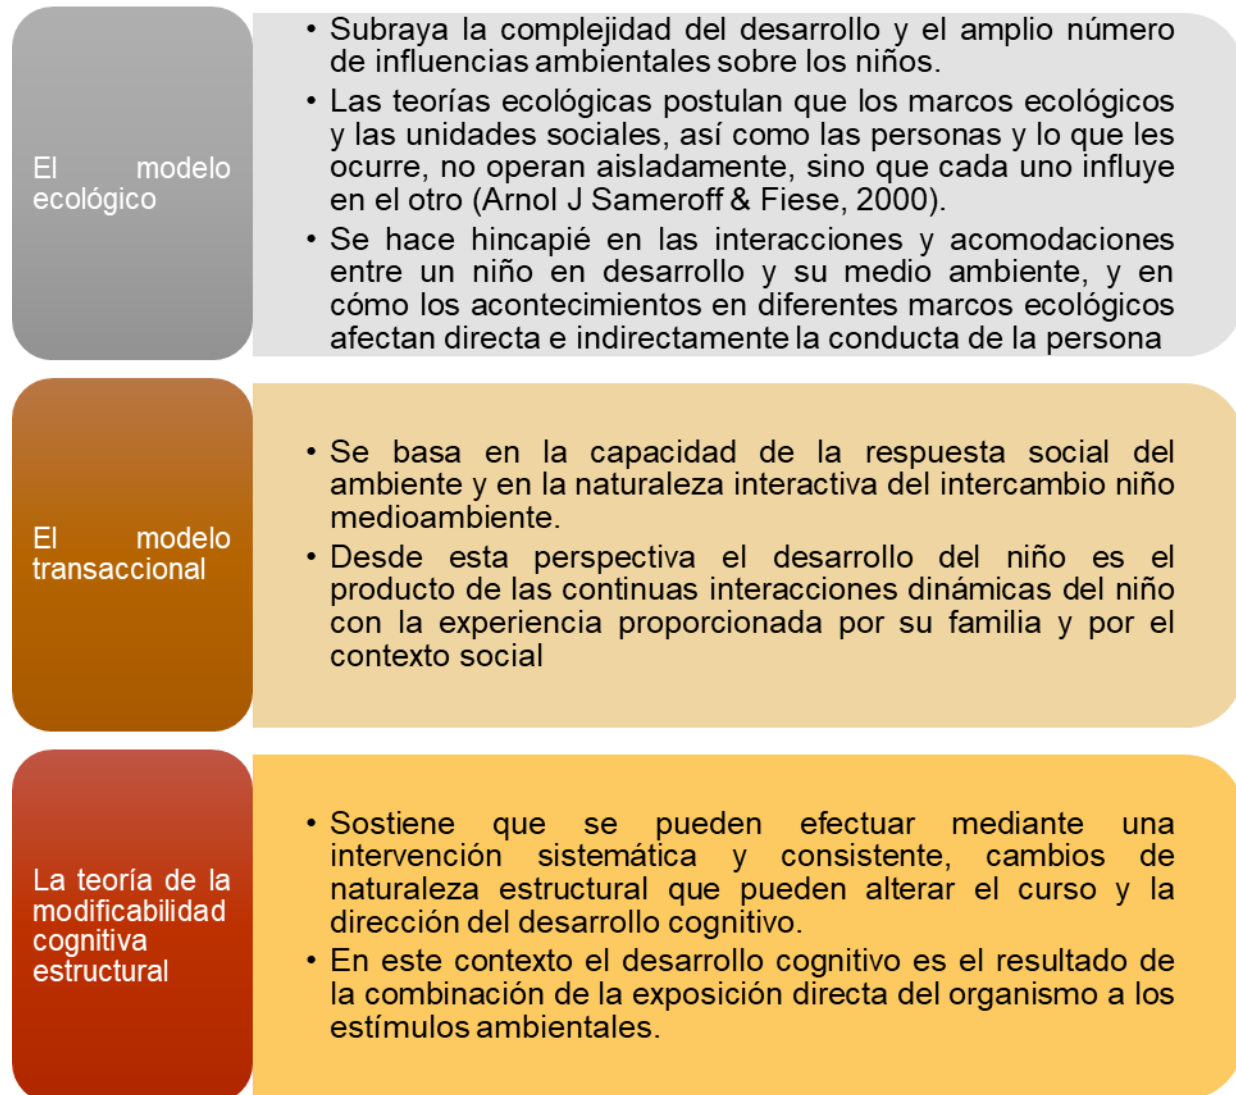 El modelo
ecológico
• Subraya la complejidad del desarrollo y el amplio número
de influencias ambientales sobre los niños.
• Las teorías ecológicas postulan que los marcos ecológicos
y las unidades sociales, así como las personas y lo que les
ocurre, no operan aisladamente, sino que cada uno influye
en el otro (Arnol J Sameroff & Fiese, 2000).
• Se hace hincapié en las interacciones y acomodaciones
entre un niño en desarrollo y su medio ambiente, y en
cómo los acontecimientos en diferentes marcos ecológicos
afectan directa e indirectamente la conducta de la persona
El modelo
transaccional
• Se basa en la capacidad de la respuesta social del
ambiente y en la naturaleza interactiva del intercambio niño
medioambiente.
• Desde esta perspectiva el desarrollo del niño es el
producto de las continuas interacciones dinámicas del niño
con la experiencia proporcionada por su familia y por el
contexto social
La teoría de la
modificabilidad
cognitiva
estructural
• Sostiene que se pueden efectuar mediante una
intervención sistemática y consistente, cambios de
naturaleza estructural que pueden alterar el curso y la
dirección del desarrollo cognitivo.
• En este contexto el desarrollo cognitivo es el resultado de
la combinación de la exposición directa del organismo a los
estímulos ambientales.